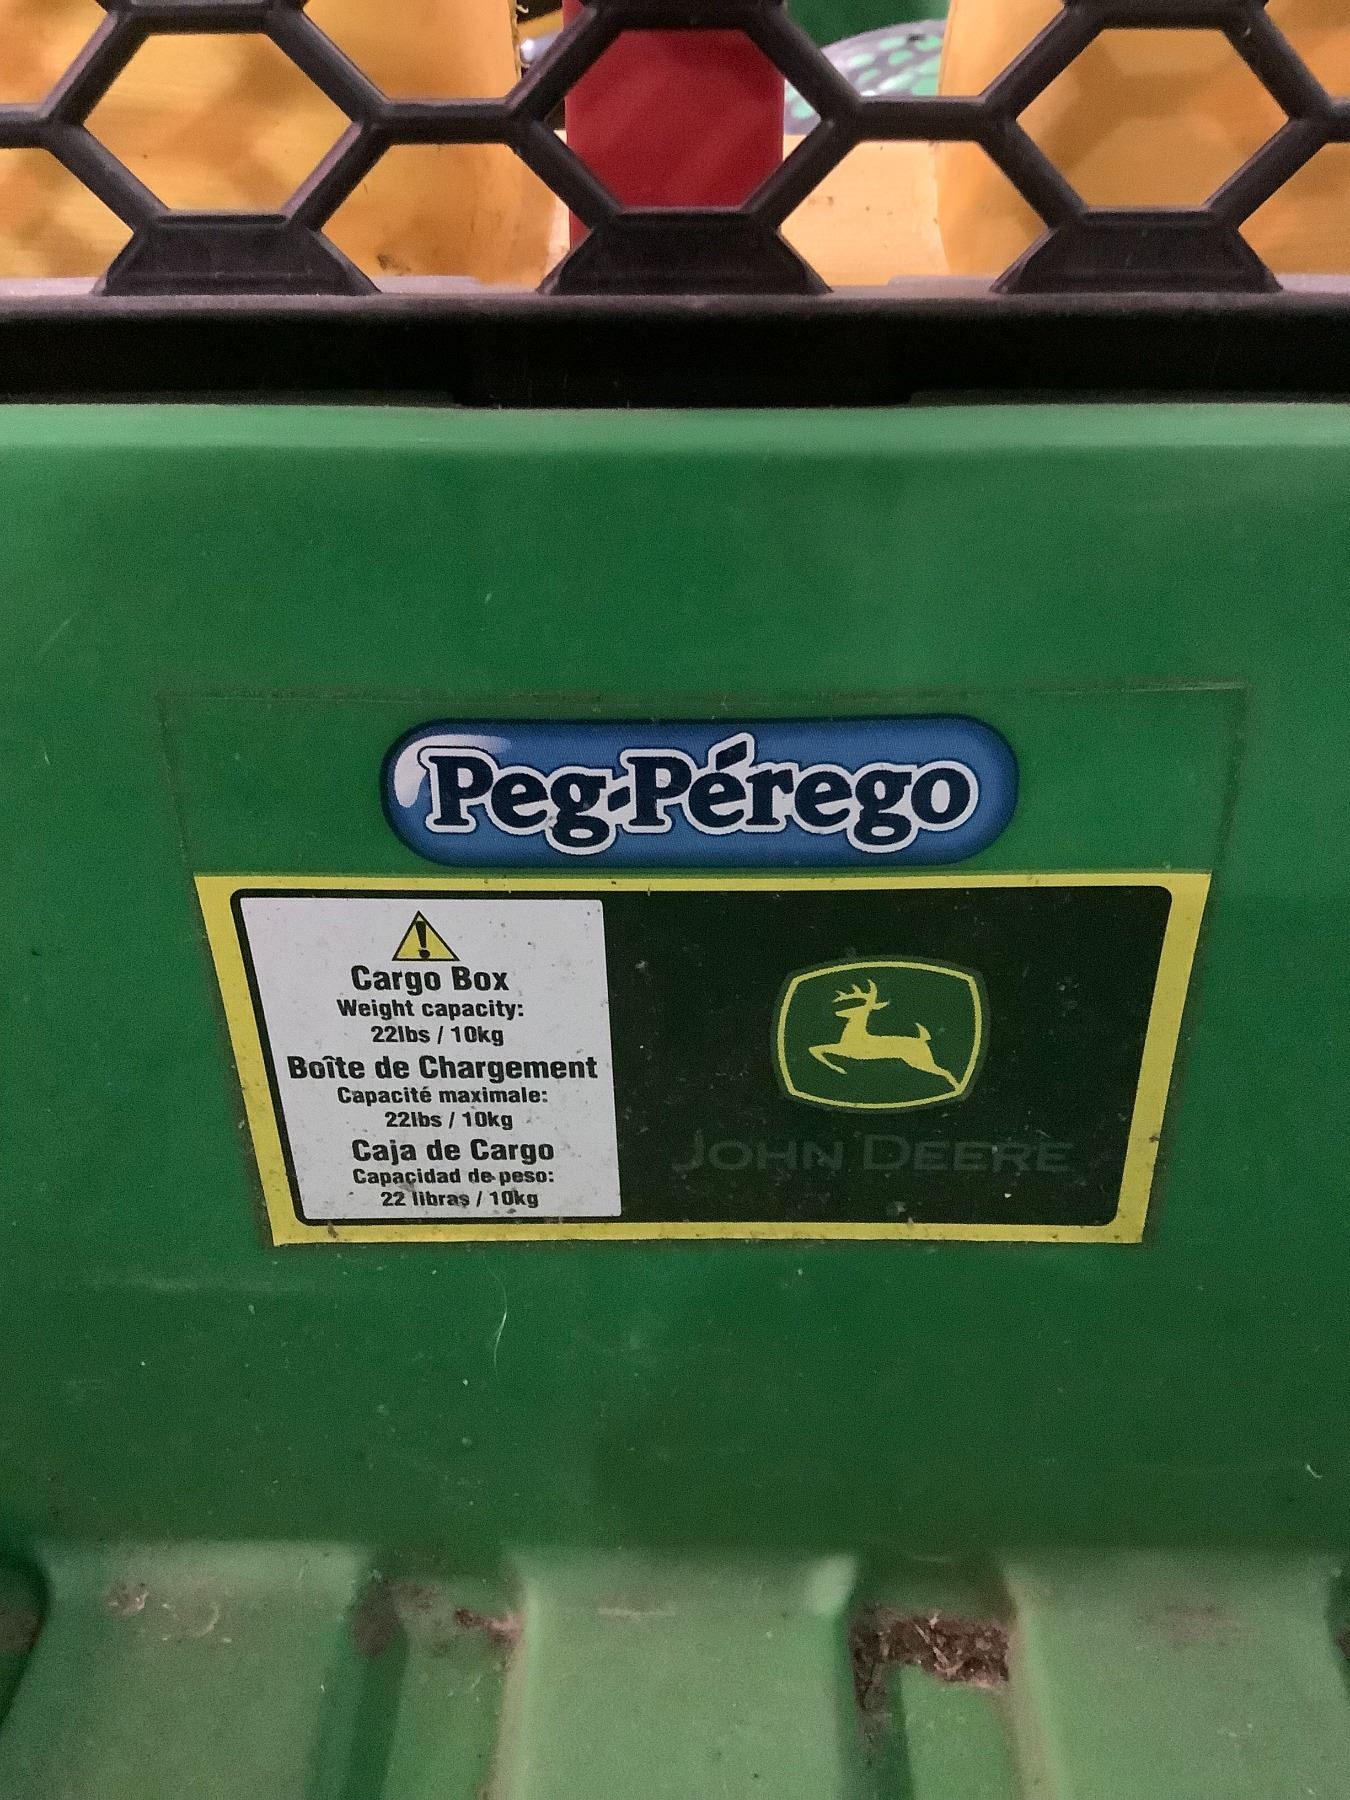 Peg-Pérego
Cargo Box
Weight capacity:
22lbs / 10kg
Boîte de Chargement
Capacité maximale:
22lbs / 10kg
Caja de Cargo
Capacidad de peso:
22 libras / 10kg
JOHN DEERE